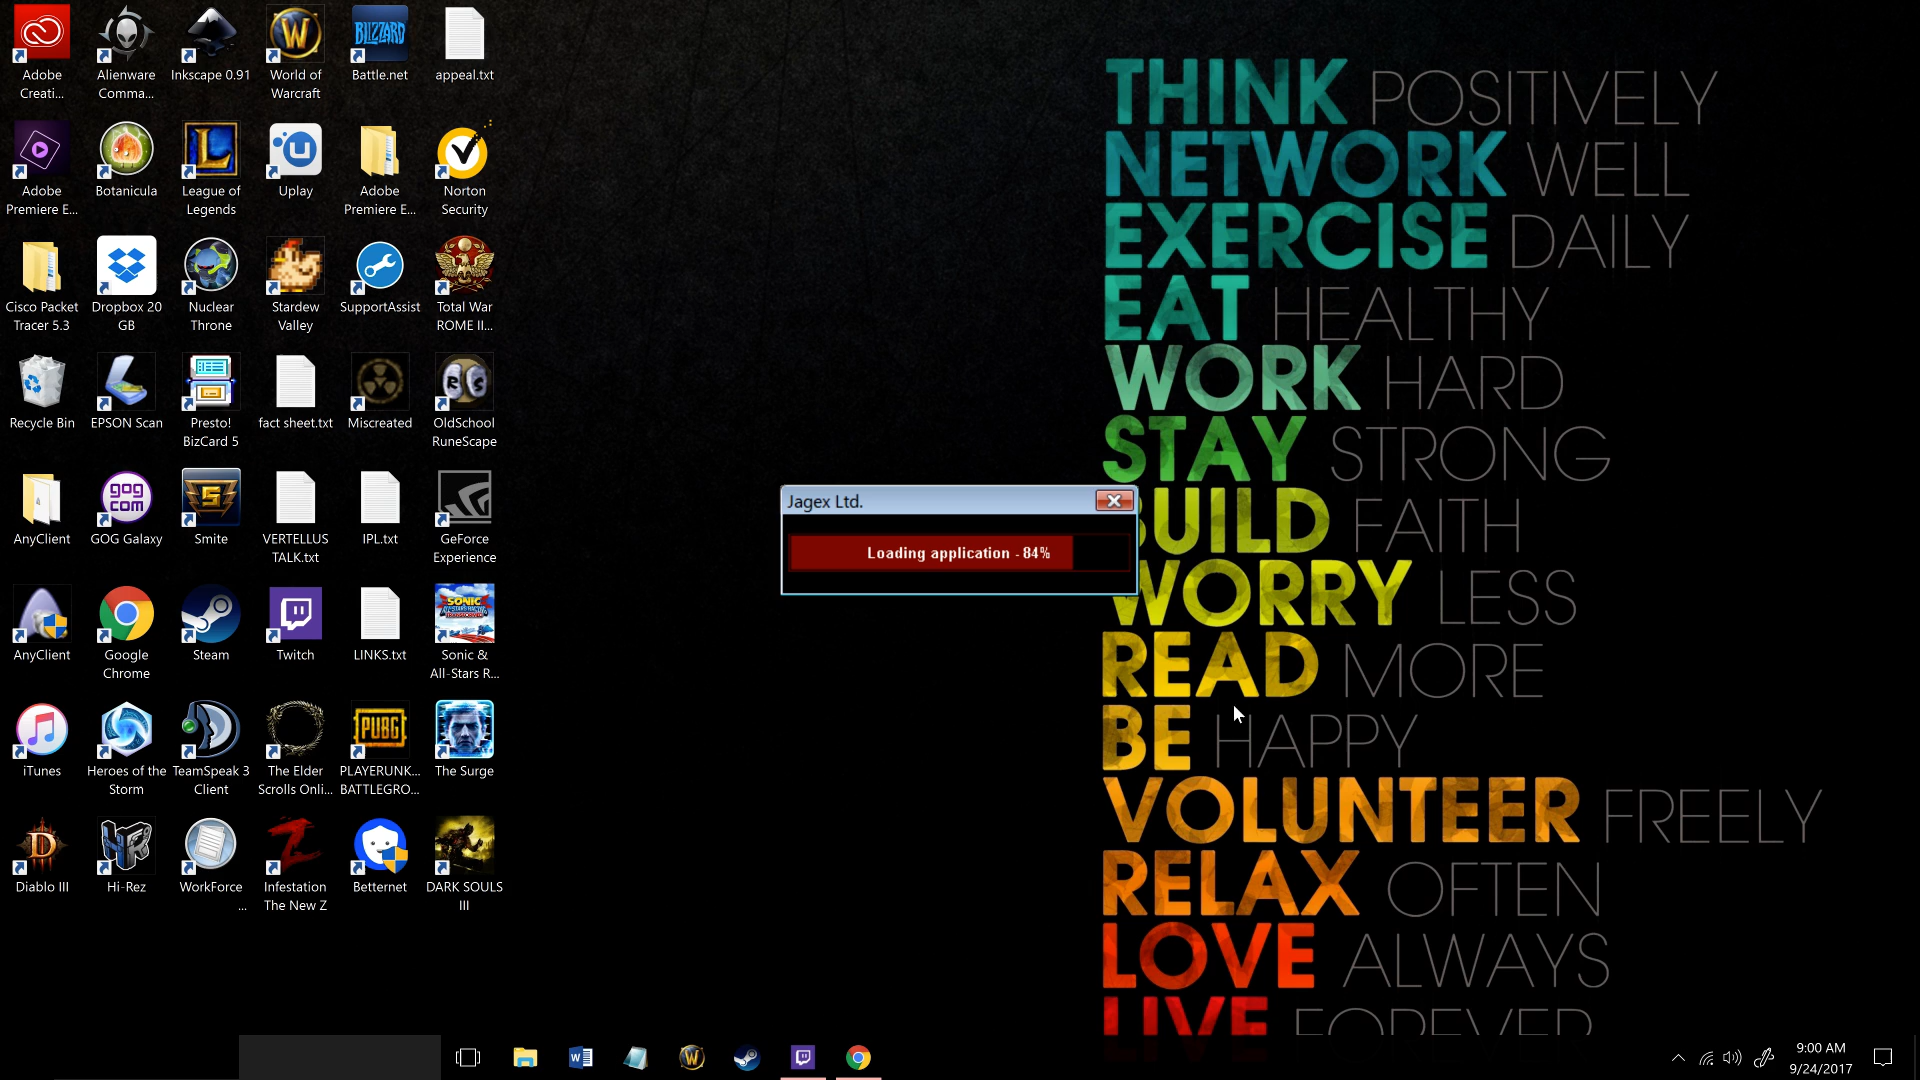 Adobe
Creati...
Alienware
Comma...
Inkscape 0.91
World of
Warcraft
BLIZZARD
Battle.net
appeal.txt
Adobe
Premiere E...
Botanicula
League of
Legends
Uplay
Adobe
Premiere E...
Norton
Security
Cisco Packet
Tracer 5.3
Dropbox 20
GB
Nuclear
Throne
Stardew
Valley
SupportAssist
Total War
ROME II...
Recycle Bin
EPSON Scan
Presto!
BizCard 5
fact sheet.txt
Miscreated
OldSchool
RuneScape
AnyClient
gog
com
GOG Galaxy
Smite
VERTELLUS
TALK.txt
IPL.txt
GeForce
Experience
AnyClient
Google
Chrome
Steam
Twitch
LINKS.txt
SONIC
Sonic &
All-Stars R...
iTunes
Heroes of the
Storm
TeamSpeak 3
Client
The Elder
Scrolls Onli...
PUBG
PLAYERUNK...
BATTLEGRO...
The Surge
Diablo III
Hi-Rez
WorkForce
...
Infestation
The New Z
Betternet
DARK SOULS
III
Jagex Ltd.
Loading application - 84%
THINK POSITIVELY
NETWORK WELL
EXERCISE DAILY
EAT HEALTHY
WORK HARD
STAY STRONG
BUILD FAITH
WORRY LESS
READ MORE
BE HAPPY
VOLUNTEER FREELY
RELAX OFTEN
LOVE ALWAYS
LIVE FOREVER
9:00 AM
9/24/2017